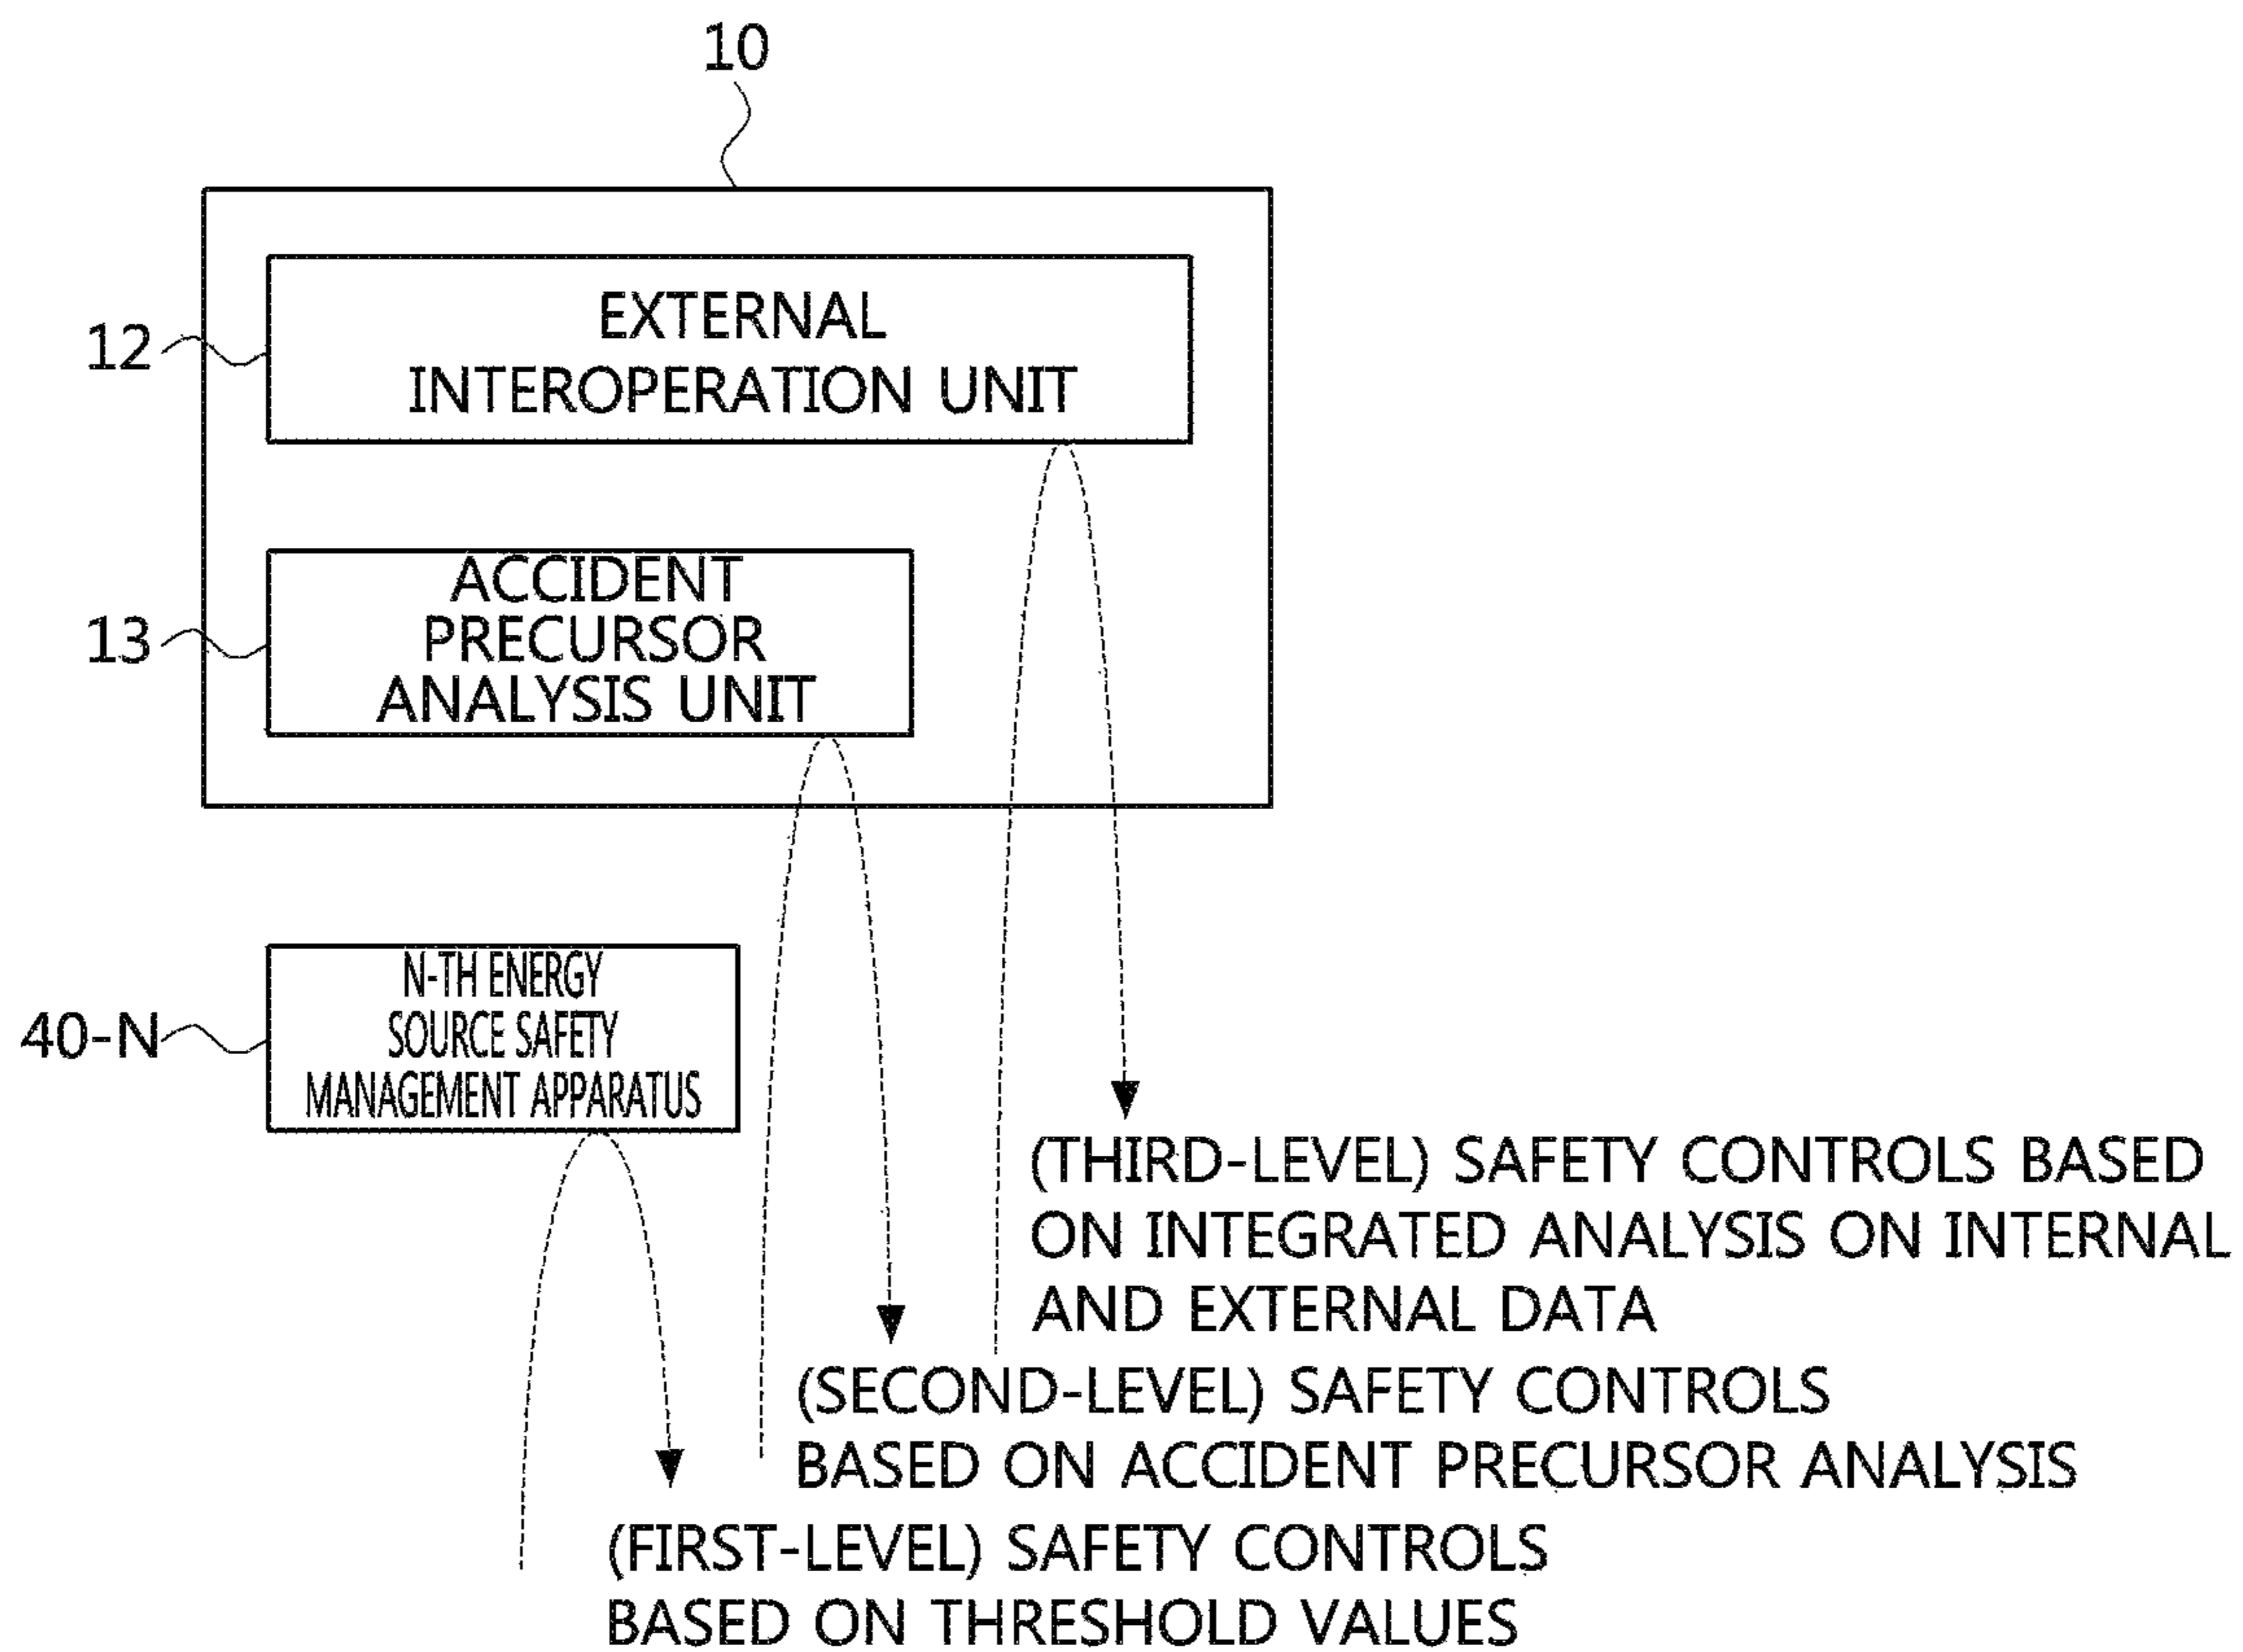 10
12
EXTERNAL
INTEROPERATION UNIT
13
ACCIDENT
PRECURSOR
ANALYSIS UNIT
40-N
N-TH ENERGY
SOURCE SAFETY
MANAGEMENT APPARATUS
(THIRD-LEVEL) SAFETY CONTROLS BASED
ON INTEGRATED ANALYSIS ON INTERNAL
AND EXTERNAL DATA
(SECOND-LEVEL) SAFETY CONTROLS
BASED ON ACCIDENT PRECURSOR ANALYSIS
(FIRST-LEVEL) SAFETY CONTROLS
BASED ON THRESHOLD VALUES